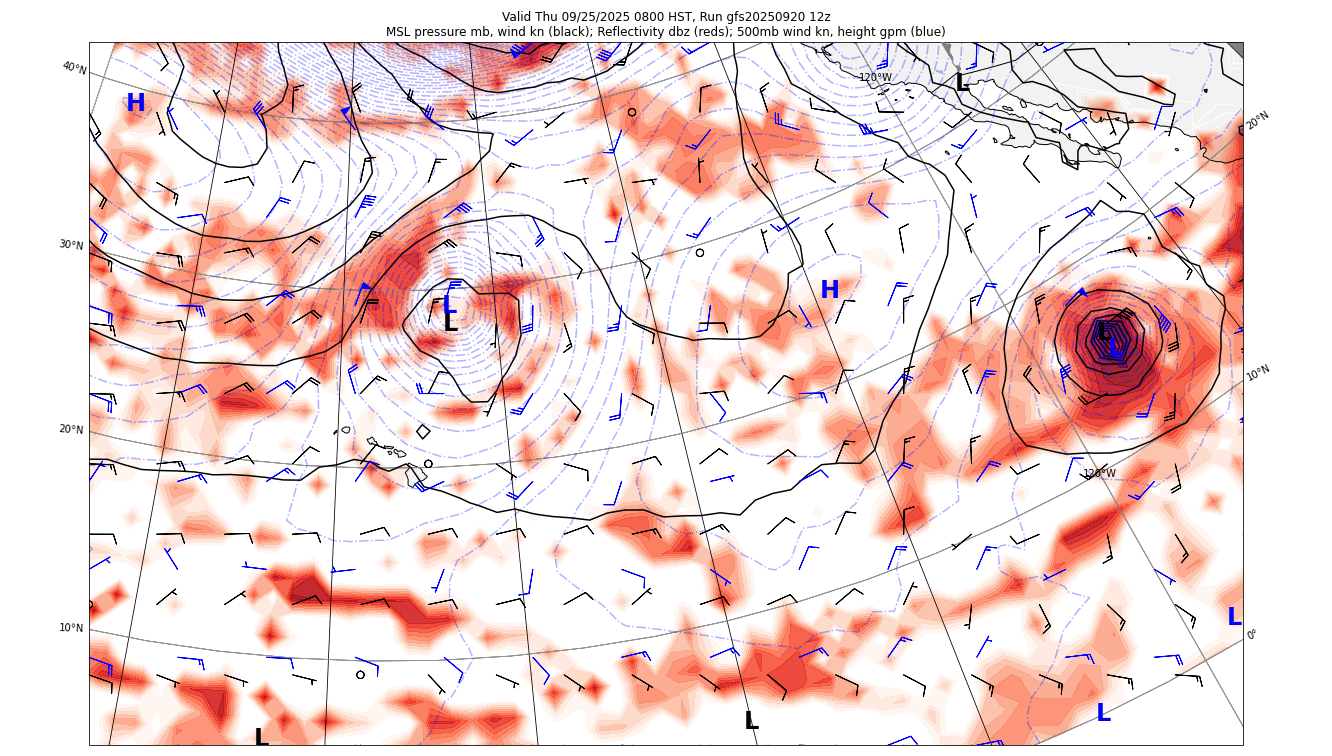 Valid Thu 09/25/2025 0800 HST, Run gfs20250920 12z
MSL pressure mb, wind kn (black); Reflectivity dbz (reds); 500mb wind kn, height gpm (blue)
40°N
120°W
L
H
20°N
30°N
H
L
L
L
L
10°N
20°N
120°W
10°N
L
0°
L
L
L